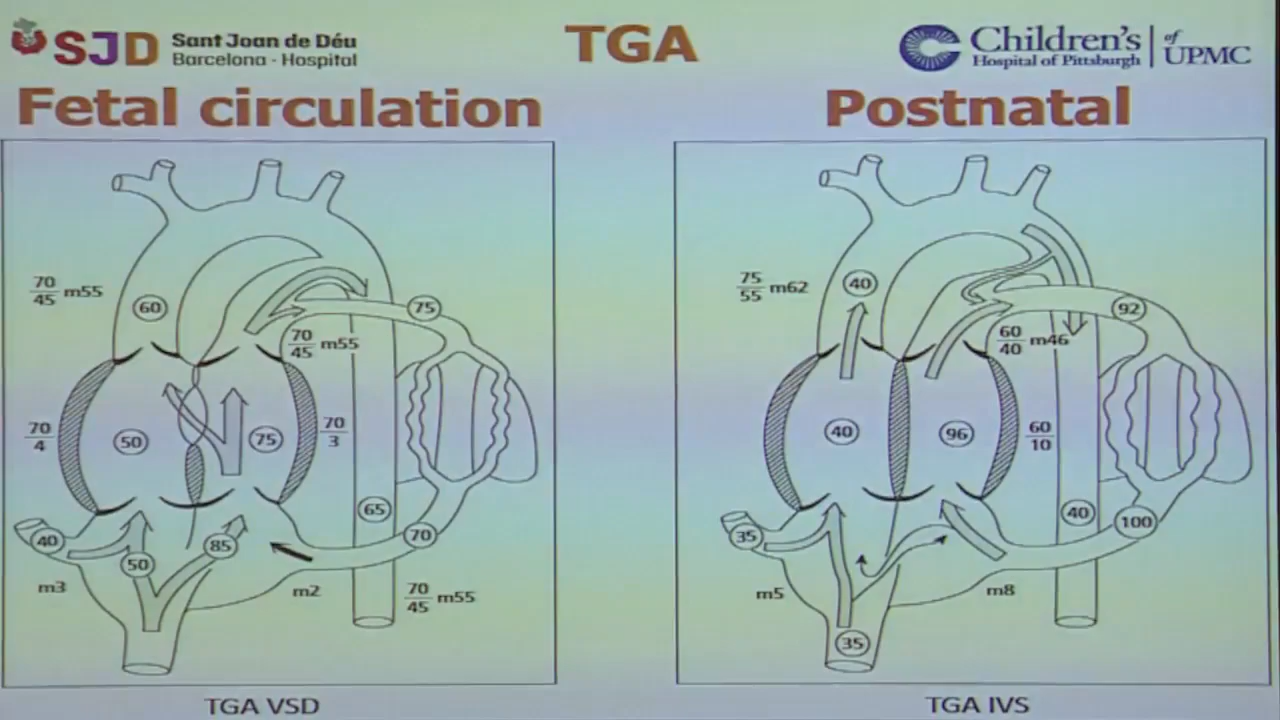 SJD Sant Joan de Déu
Barcelona - Hospital
TGA
Children's
Hospital of Pittsburgh
of
UPMC
Fetal circulation
Postnatal
70
45 m55
60
75
70
45 m55
70
4
50
75
70
3
65
40
50
85
70
m3
m2
70
45 m55
TGA VSD
75
55 m62
40
92
60
40 m46
40
96
60
10
35
40
100
m5
m8
35
TGA IVS